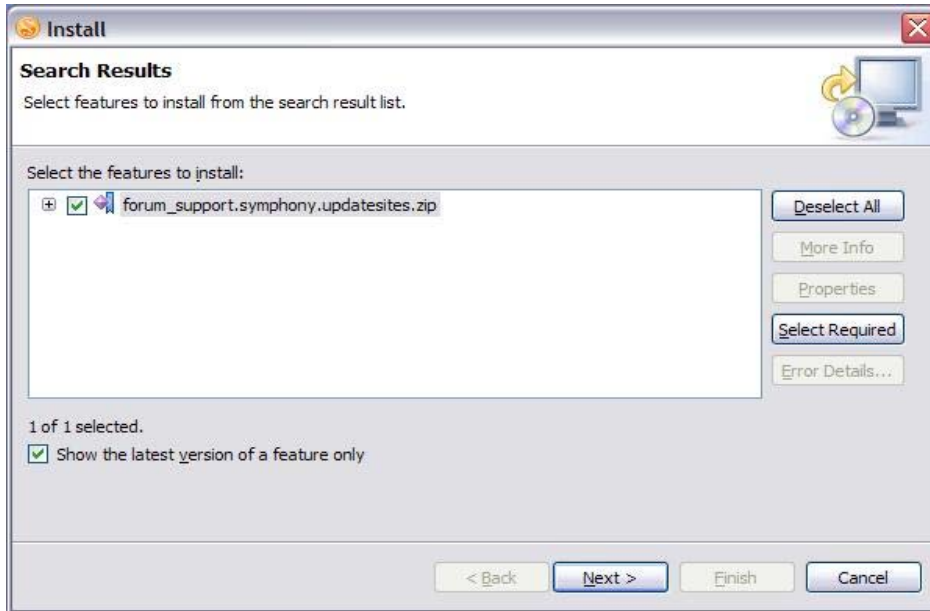 Install
Search Results
Select features to install from the search result list.
Select the features to install:
forum_support.symphony.updatesites.zip
Deselect All
More Info
Properties
Select Required
Error Details...
1 of 1 selected.
Show the latest version of a feature only
< Back
Next >
Finish
Cancel